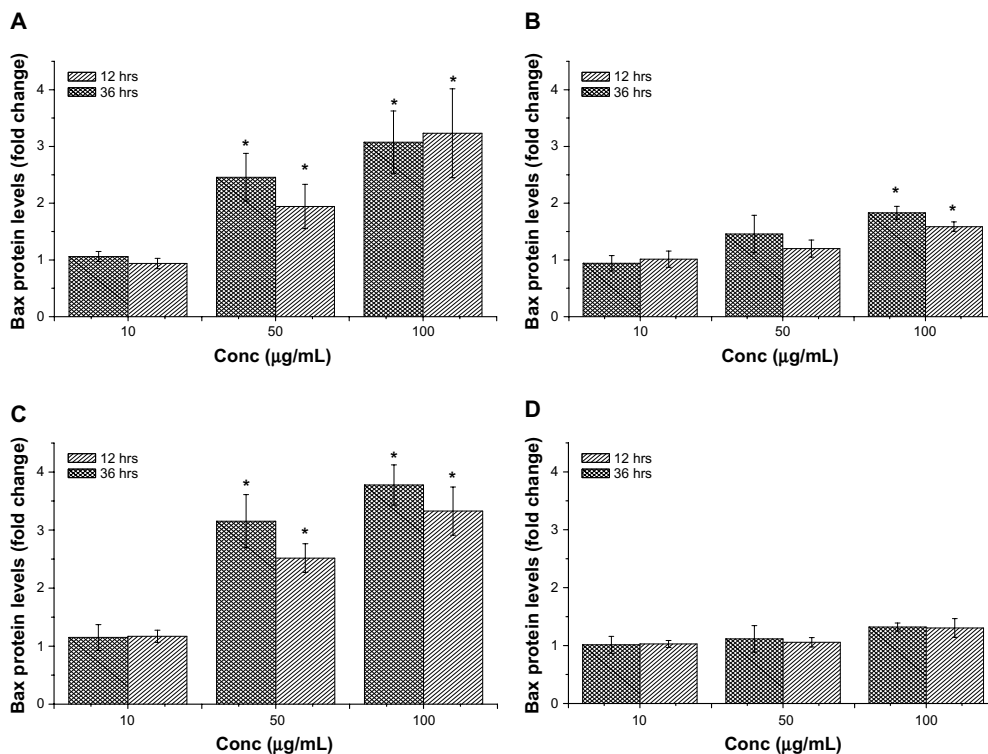 A
Bax protein levels (fold change)
12 hrs
36 hrs
4
3
2
1
0
* * * *
10 50 100
Conc (µg/mL)
B
Bax protein levels (fold change)
12 hrs
36 hrs
4
3
2
1
0
* *
10 50 100
Conc (µg/mL)
C
Bax protein levels (fold change)
12 hrs
36 hrs
4
3
2
1
0
* * * *
10 50 100
Conc (µg/mL)
D
Bax protein levels (fold change)
12 hrs
36 hrs
4
3
2
1
0
10 50 100
Conc (µg/mL)